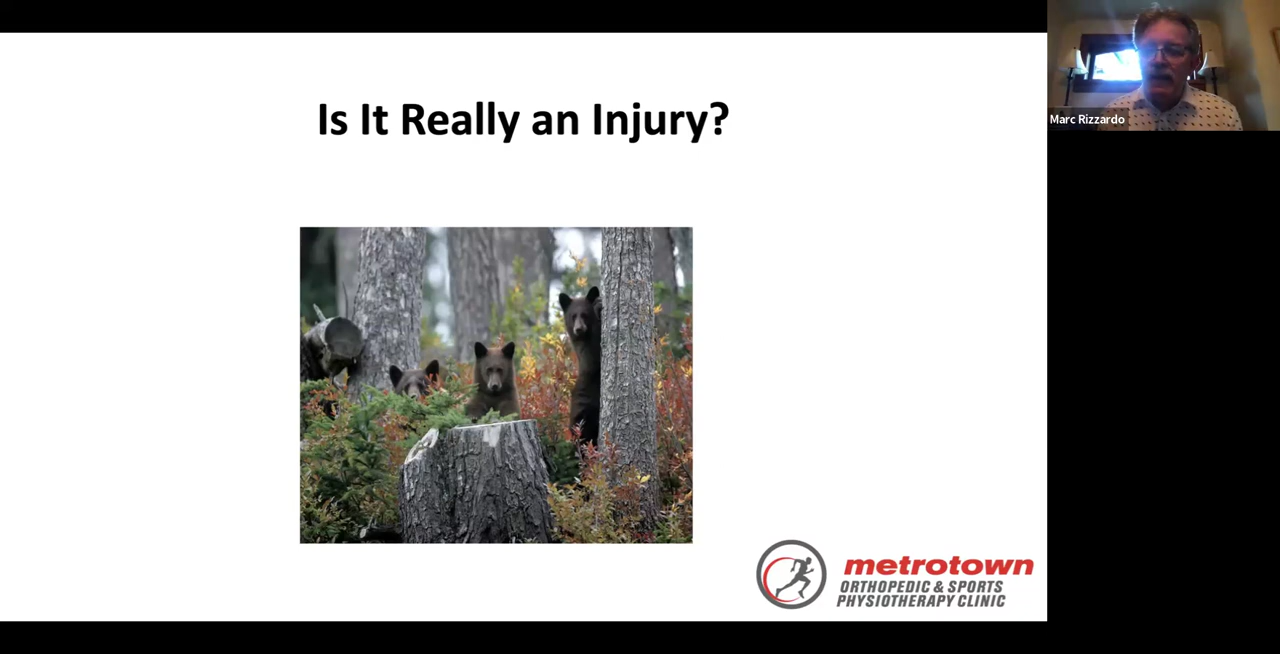 Is It Really an Injury?
Marc Rizzardo
metrotown
ORTHOPEDIC & SPORTS
PHYSIOTHERAPY CLINIC